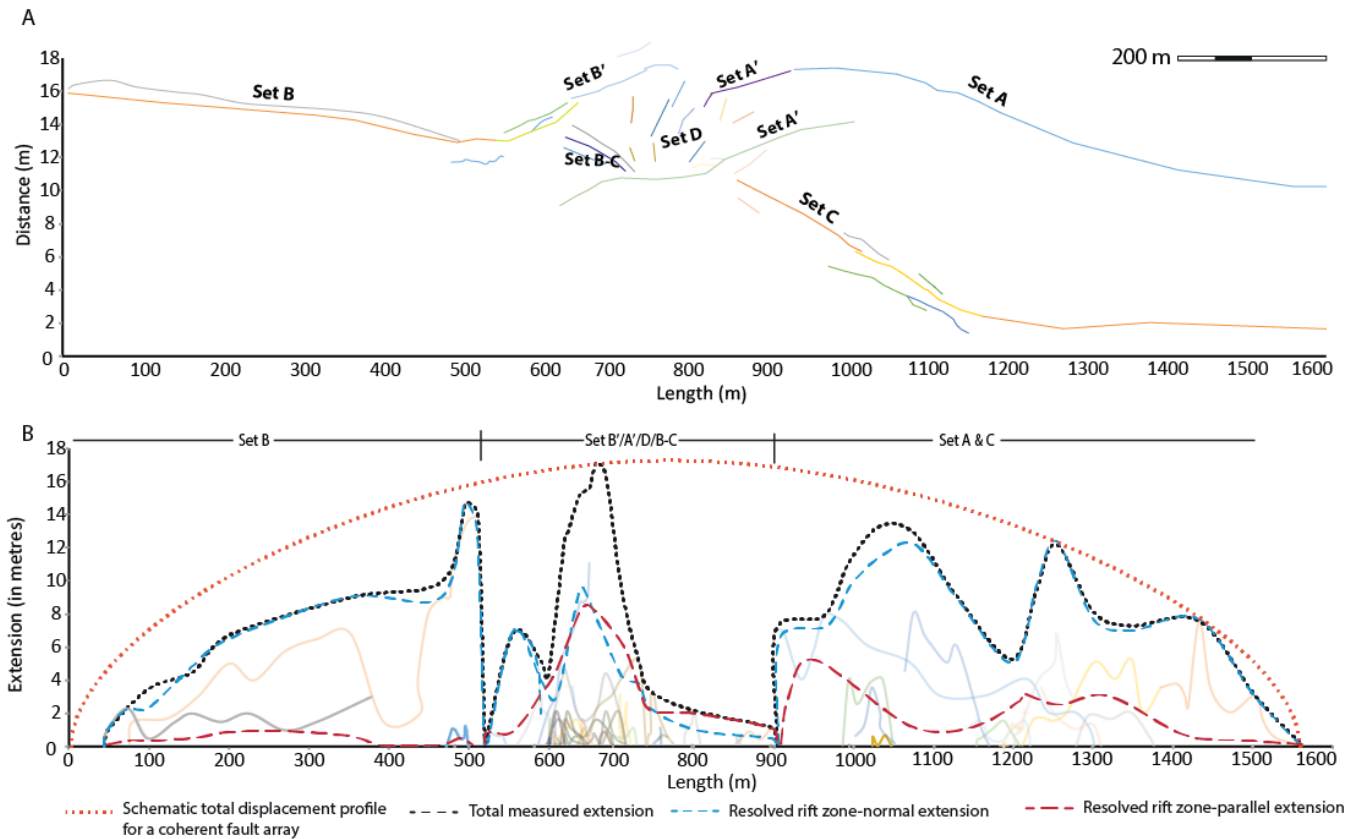 A
18
16
14
12
10
8
6
4
2
0
Distance (m)
Set B
Set B'
Set A'
Set A
Set A'
Set D
Set B-C
Set C
200 m
0 100 200 300 400 500 600 700 800 900 1000 1100 1200 1300 1400 1500 1600
Length (m)
B
Set B
Set B'/A'/D/B-C
Set A & C
18
16
14
12
10
8
6
4
2
0
Extension (in metres)
0 100 200 300 400 500 600 700 800 900 1000 1100 1200 1300 1400 1500 1600
Length (m)
Schematic total displacement profile
for a coherent fault array
Total measured extension
Resolved rift zone-normal extension
Resolved rift zone-parallel extension